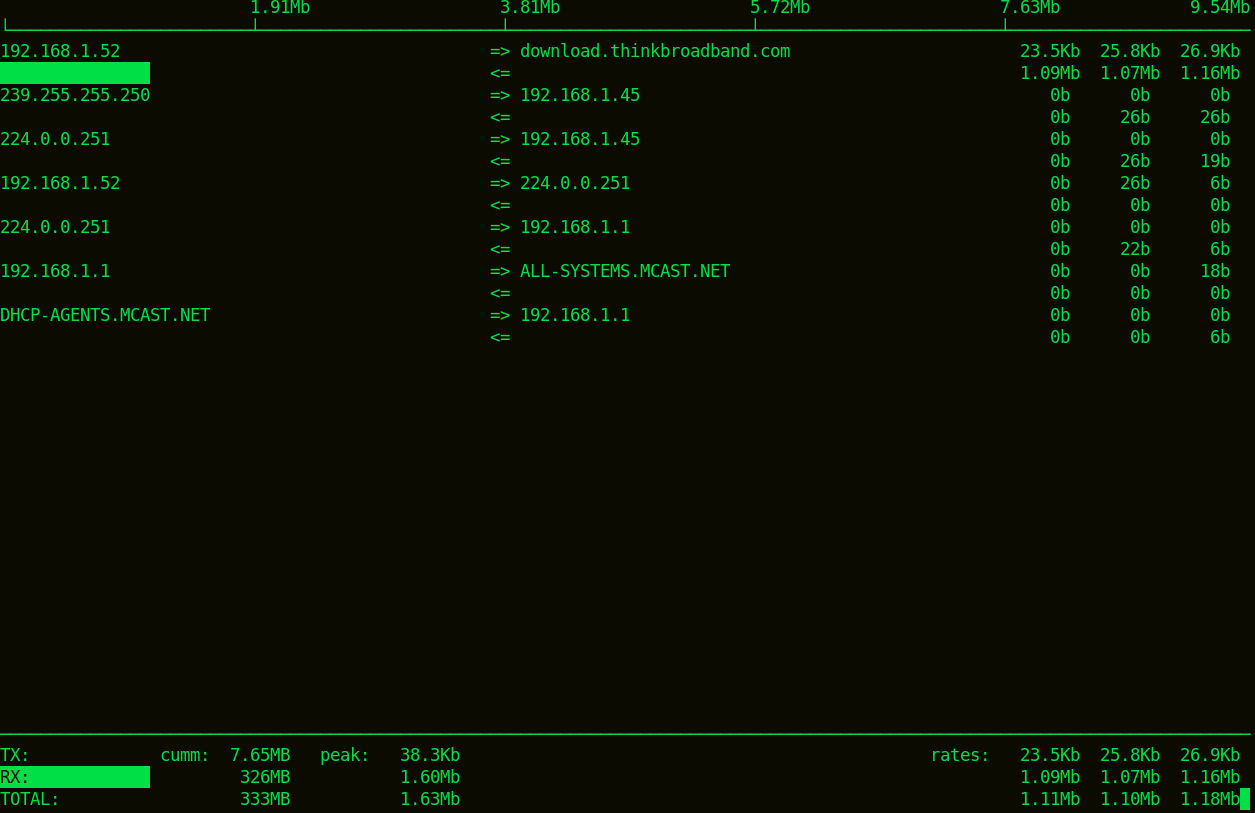 1.91Mb 3.81Mb 5.72Mb 7.63Mb 9.54Mb
192.168.1.52 => download.thinkbroadband.com 23.5Kb 25.8Kb 26.9Kb
<= 1.09Mb 1.07Mb 1.16Mb
239.255.255.250 => 192.168.1.45 0b 0b 0b
<= 0b 26b 26b
224.0.0.251 => 192.168.1.45 0b 0b 0b
<= 0b 26b 19b
192.168.1.52 => 224.0.0.251 0b 26b 6b
<= 0b 0b 0b
224.0.0.251 => 192.168.1.1 0b 0b 0b
<= 0b 22b 6b
192.168.1.1 => ALL-SYSTEMS.MCAST.NET 0b 0b 18b
<= 0b 0b 0b
DHCP-AGENTS.MCAST.NET => 192.168.1.1 0b 0b 0b
<= 0b 0b 6b
TX: cumm: 7.65MB peak: 38.3Kb rates: 23.5Kb 25.8Kb 26.9Kb
RX: 326MB 1.60Mb 1.09Mb 1.07Mb 1.16Mb
TOTAL: 333MB 1.63Mb 1.11Mb 1.10Mb 1.18Mb